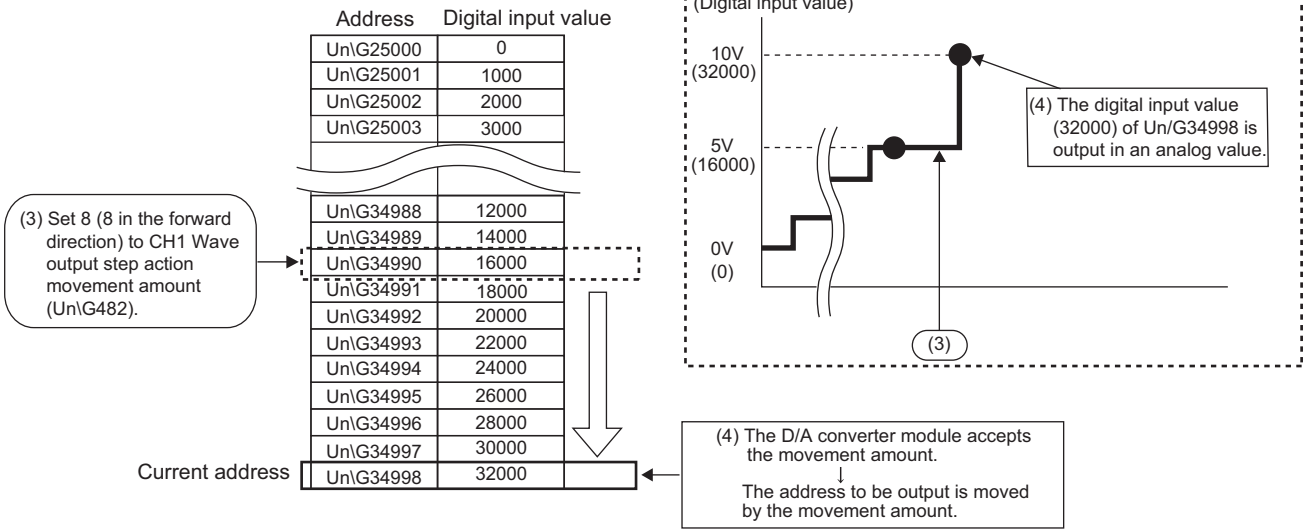 Address Digital input value
Un\G25000 0
Un\G25001 1000
Un\G25002 2000
Un\G25003 3000
Un\G34988 12000
Un\G34989 14000
Un\G34990 16000
Un\G34991 18000
Un\G34992 20000
Un\G34993 22000
Un\G34994 24000
Un\G34995 26000
Un\G34996 28000
Un\G34997 30000
Current address Un\G34998 32000
(3) Set 8 (8 in the forward
direction) to CH1 Wave
output step action
movement amount
(Un\G482).
(Digital input value)
10V
(32000)
5V
(16000)
0V
(0)
(4) The digital input value
(32000) of Un/G34998 is
output in an analog value.
(3)
(4) The D/A converter module accepts
the movement amount.
↓
The address to be output is moved
by the movement amount.